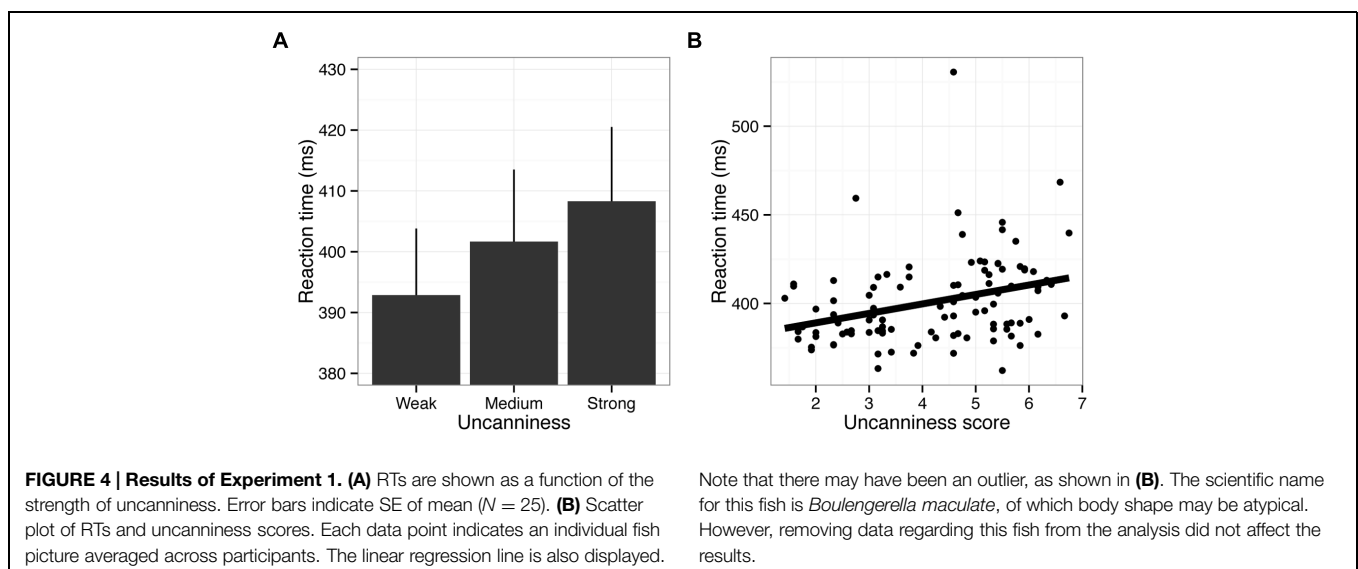 A
B
430
420
410
400
390
380
Reaction time (ms)
Weak Medium Strong
Uncanniness
500
450
400
Reaction time (ms)
2 3 4 5 6 7
Uncanniness score
FIGURE 4 | Results of Experiment 1. (A) RTs are shown as a function of the
strength of uncanniness. Error bars indicate SE of mean (N = 25). (B) Scatter
plot of RTs and uncanniness scores. Each data point indicates an individual fish
picture averaged across participants. The linear regression line is also displayed.
Note that there may have been an outlier, as shown in (B). The scientific name
for this fish is Boulengerella maculate, of which body shape may be atypical.
However, removing data regarding this fish from the analysis did not affect the
results.